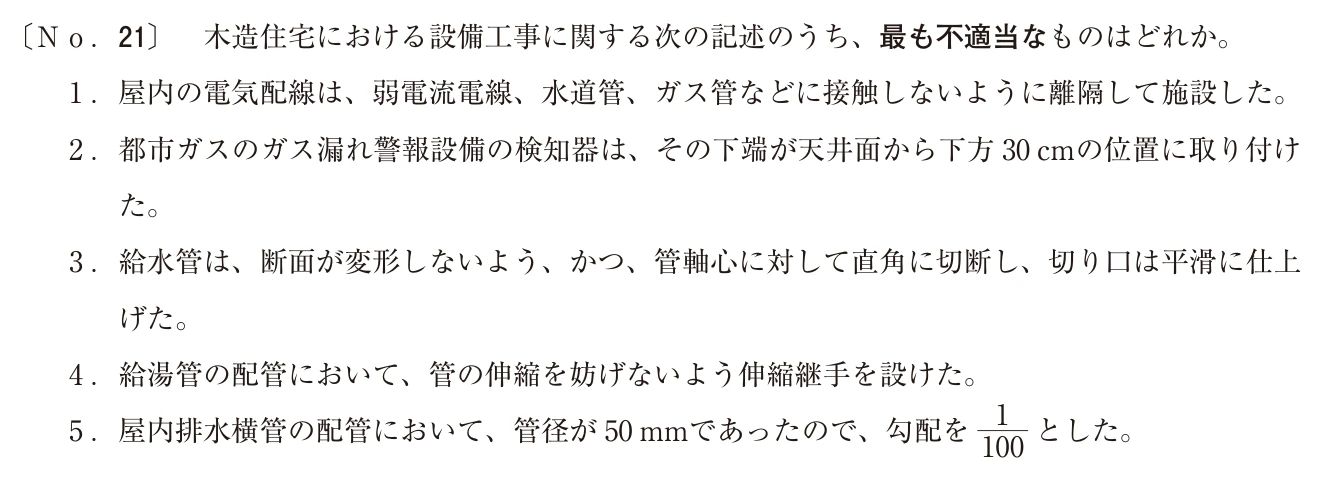 〔Ｎｏ．21〕　木造住宅における設備工事に関する次の記述のうち、最も不適当なものはどれか。
１．屋内の電気配線は、弱電流電線、水道管、ガス管などに接触しないように離隔して施設した。
２．都市ガスのガス漏れ警報設備の検知器は、その下端が天井面から下方 30 cmの位置に取り付け
た。
３．給水管は、断面が変形しないよう、かつ、管軸心に対して直角に切断し、切り口は平滑に仕上
げた。
４．給湯管の配管において、管の伸縮を妨げないよう伸縮継手を設けた。
５．屋内排水横管の配管において、管径が 50 mmであったので、勾配を 1/100 とした。